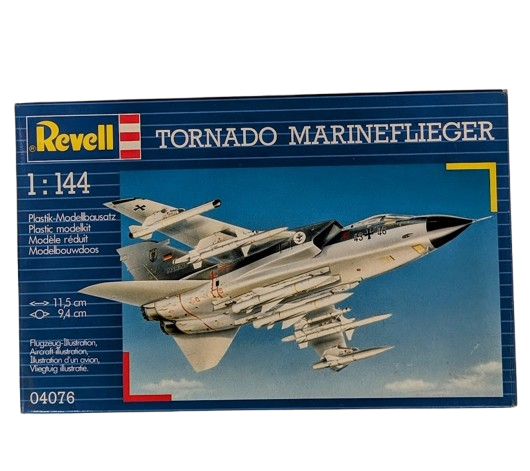 ® Revell
TORNADO MARINEFLIEGER
1:144
Plastik-Modellbausatz
Plastic modelkit
Modèle réduit
Modelbouwdoos
11,5 cm
9,4 cm
Flugzeug-Illustration,
Aircraft-illustration,
Illustration d'un avion,
Vliegtuig illustratie.
04076